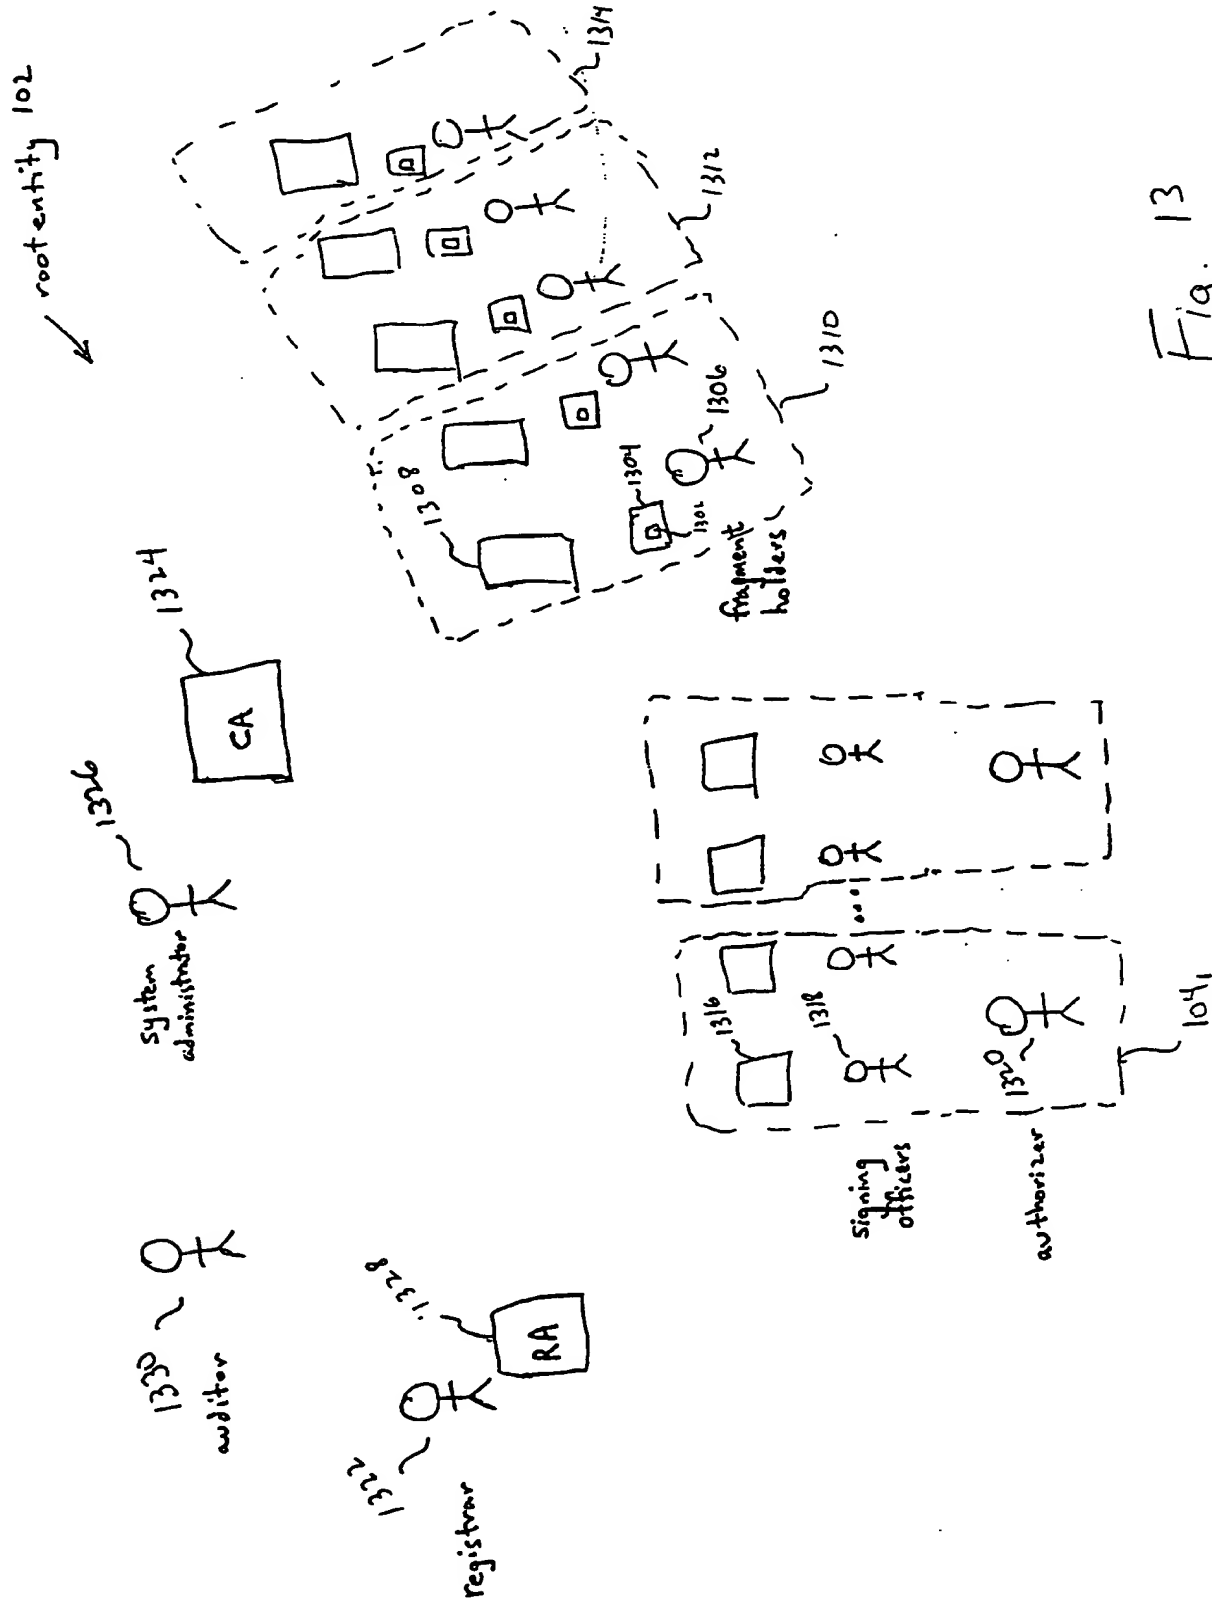 root entity 102
system
administrator
1326
CA
1324
1330
auditor
1322
registrar
1328
RA
1308
1304
1302
1306
fragment
holders
1310
1312
1314
signing
officers
1316
1318
authorizer
1320
104,
Fig. 13